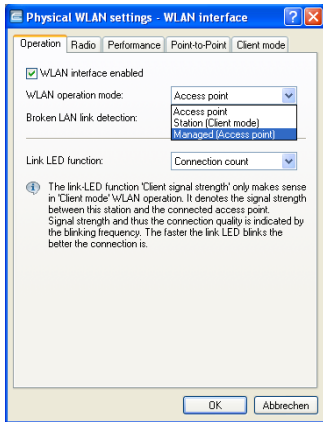 Physical WLAN settings - WLAN interface
Operation Radio Performance Point-to-Point Client mode
WLAN interface enabled
WLAN operation mode: Access point
Access point
Broken LAN link detection: Station (Client mode)
Managed (Access point)
Link LED function: Connection count
The link-LED function 'Client signal strength' only makes sense
in 'Client mode' WLAN operation. It denotes the signal strength
between this station and the connected access point.
Signal strength and thus the connection quality is indicated by
the blinking frequency. The faster the link LED blinks the
better the connection is.
OK Abbrechen